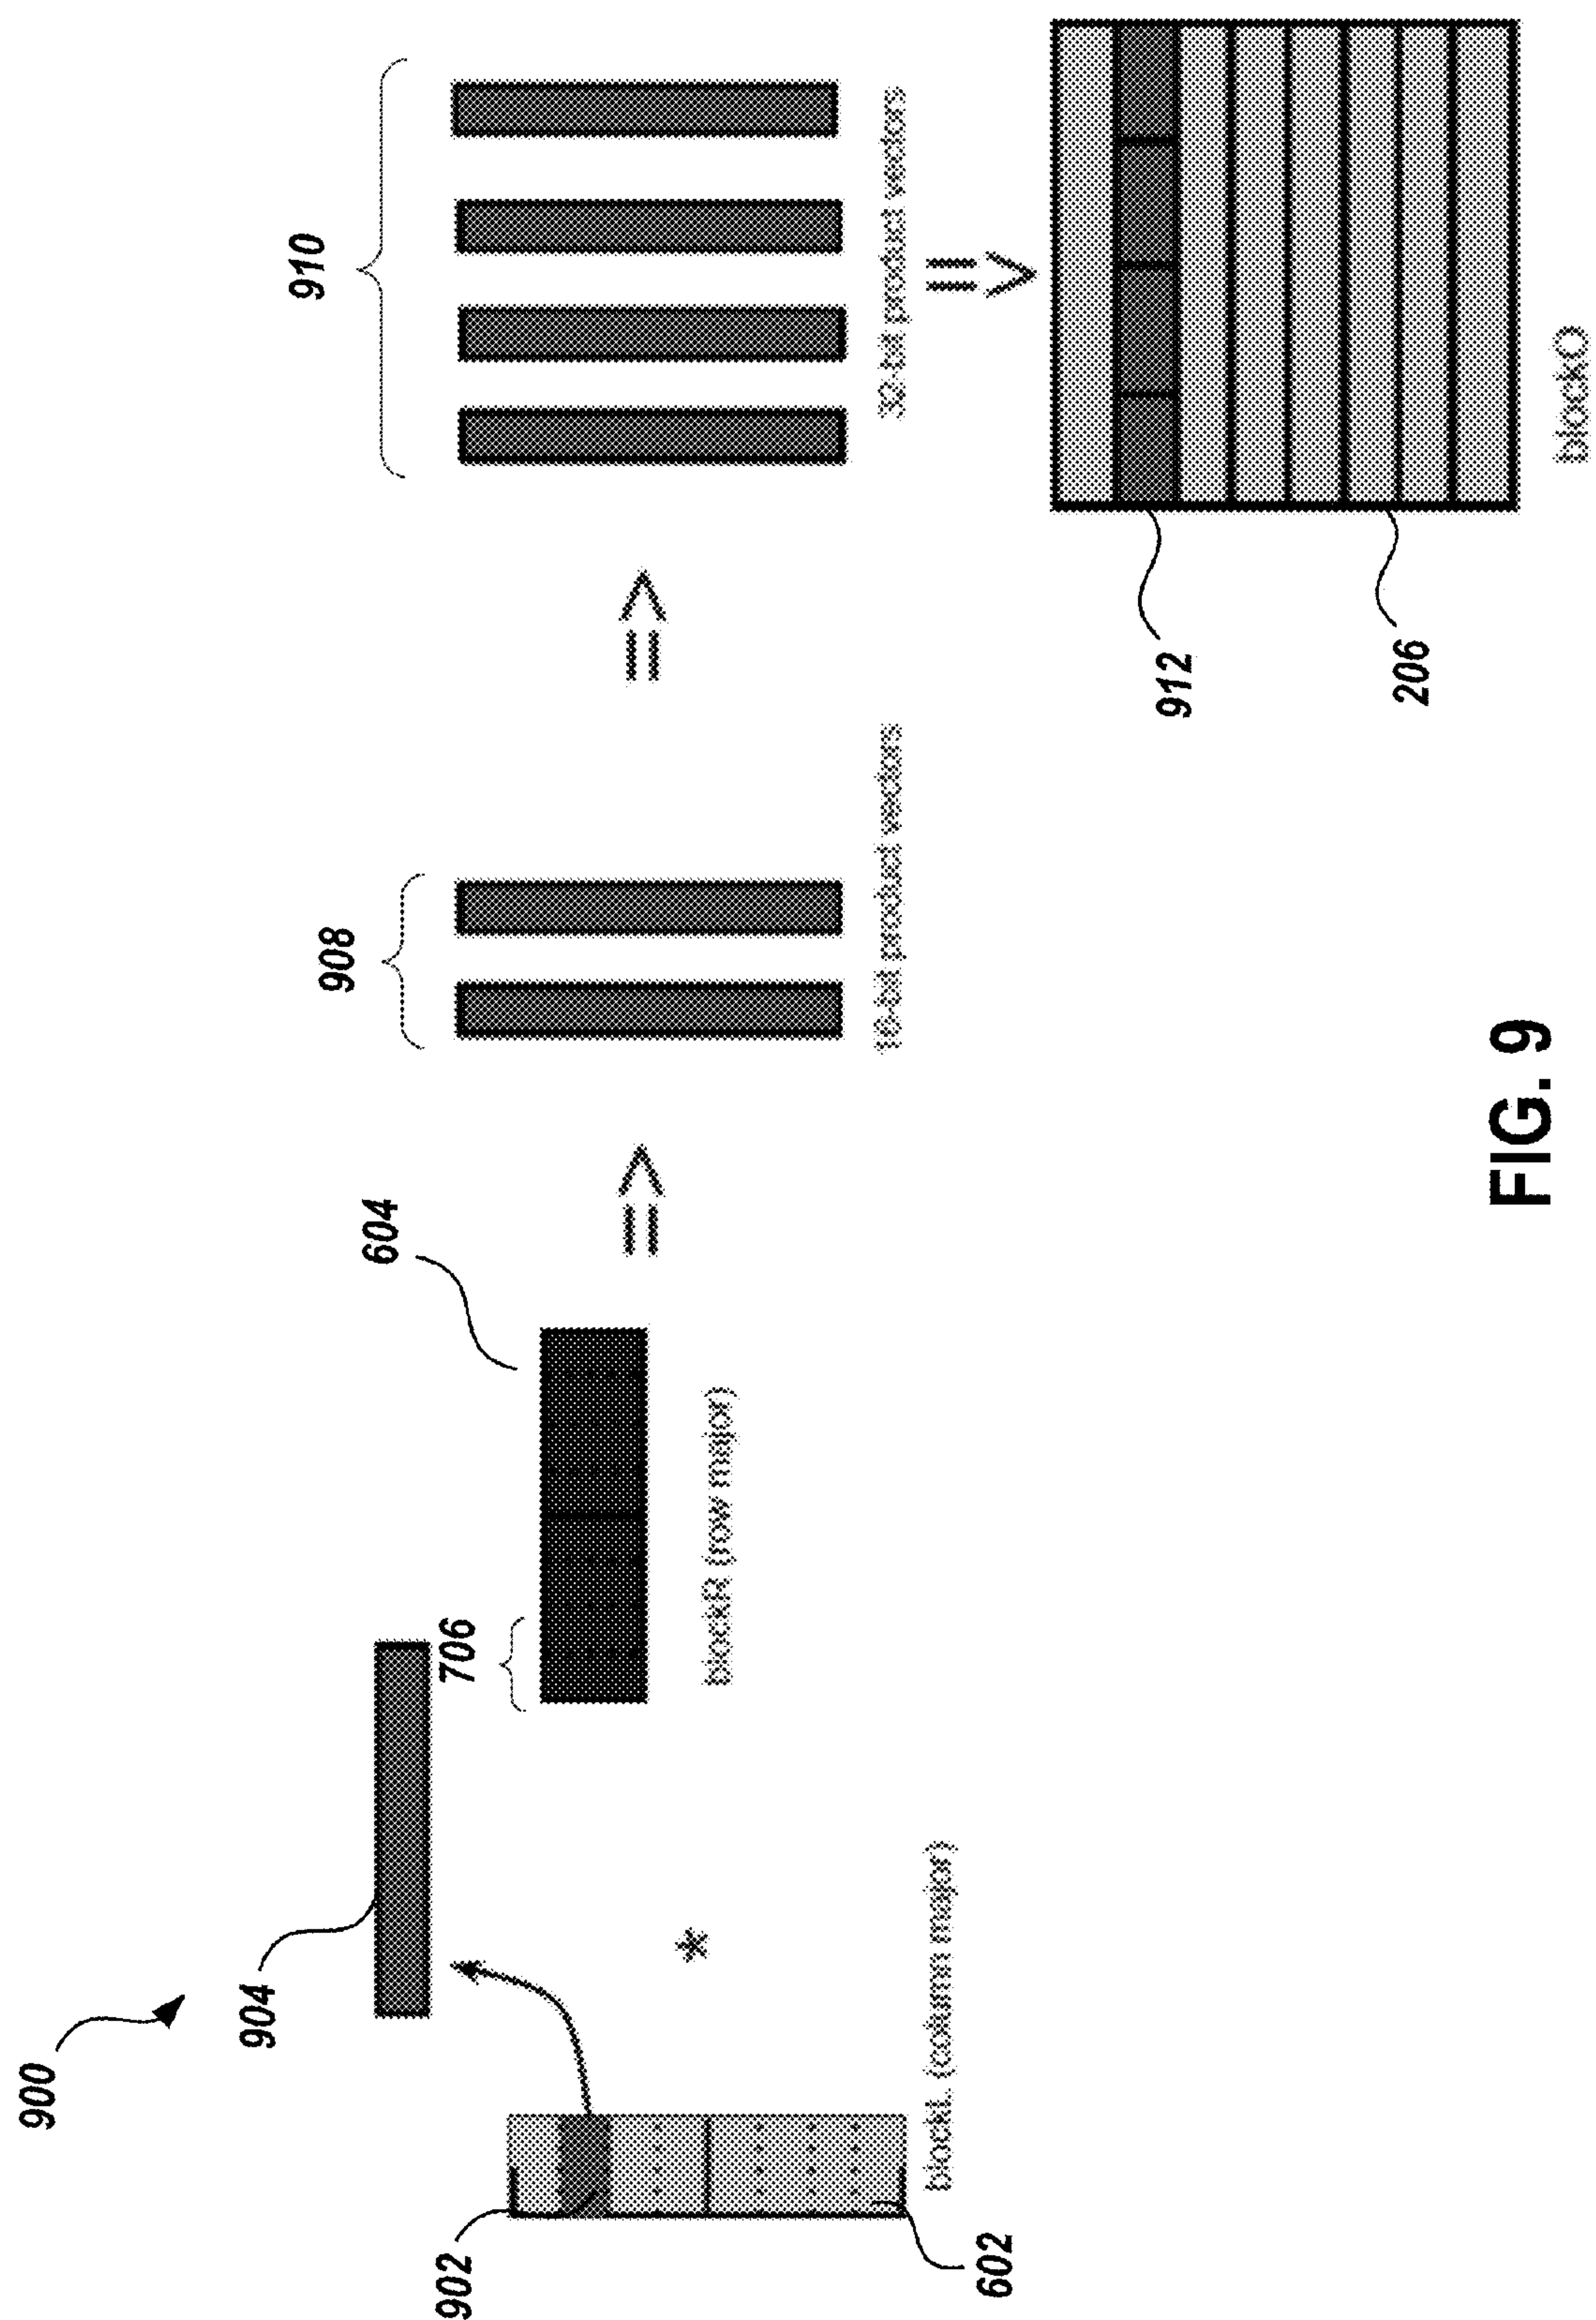 900
904
910
908
604
902
706
*
blockR (row major)
16-bit product vectors
32-bit product vectors
blockL (column major)
602
912
206
FIG. 9
blockO